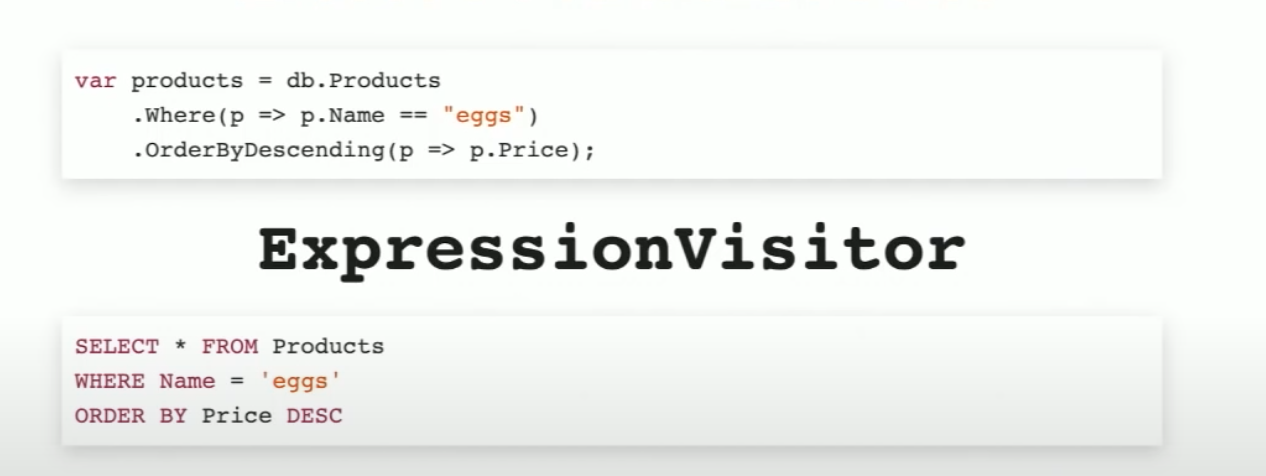 var products = db.Products
.Where(p => p.Name == "eggs")
.OrderByDescending(p => p.Price);
ExpressionVisitor
SELECT * FROM Products
WHERE Name = 'eggs'
ORDER BY Price DESC